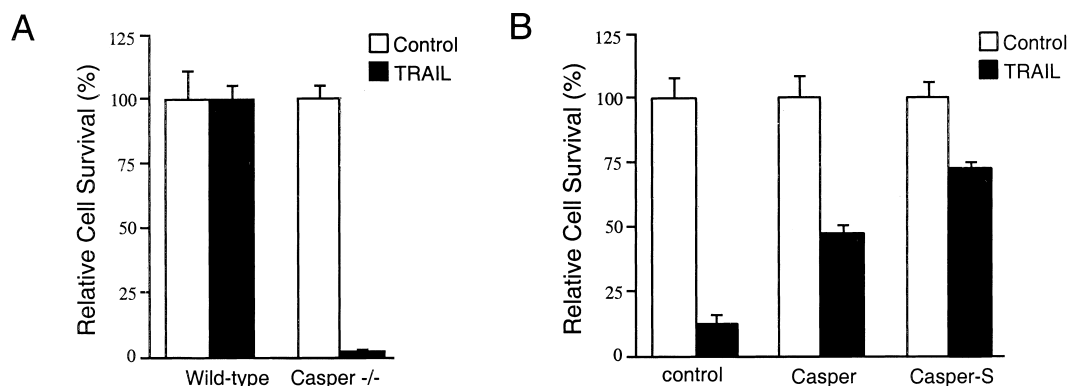 A
Relative Cell Survival (%)
125
100
75
50
25
0
Control
TRAIL
Wild-type
Casper -/-
B
Relative Cell Survival (%)
125
100
75
50
25
0
Control
TRAIL
control
Casper
Casper-S